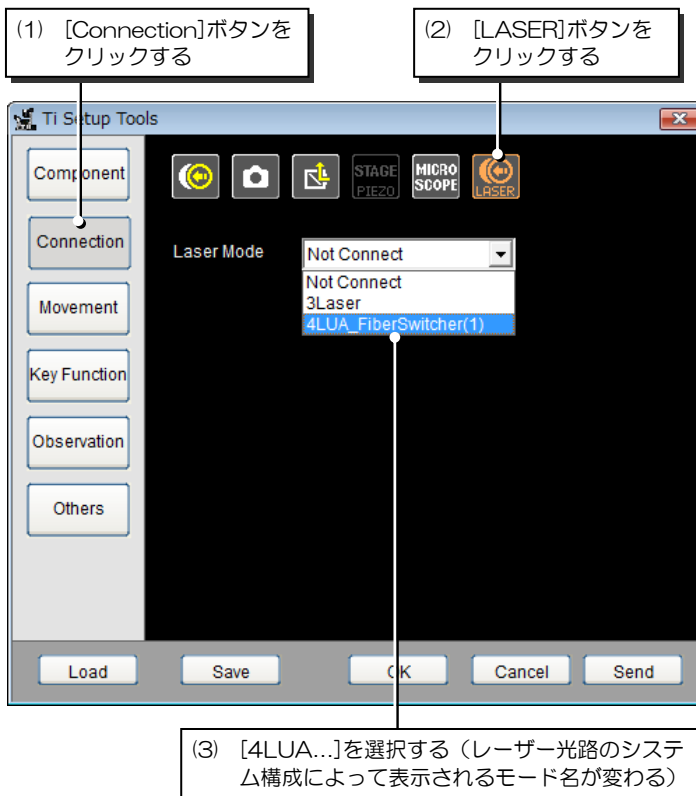 (1) [Connection]ボタンを
クリックする
(2) [LASER]ボタンを
クリックする
Ti Setup Tools
Component
STAGE
PIEZO
MICRO
SCOPE
LASER
Connection
Laser Mode
Not Connect
Not Connect
3Laser
4LUA_FiberSwitcher(1)
Movement
Key Function
Observation
Others
Load
Save
OK
Cancel
Send
(3) [4LUA...]を選択する（レーザー光路のシステ
ム構成によって表示されるモード名が変わる）